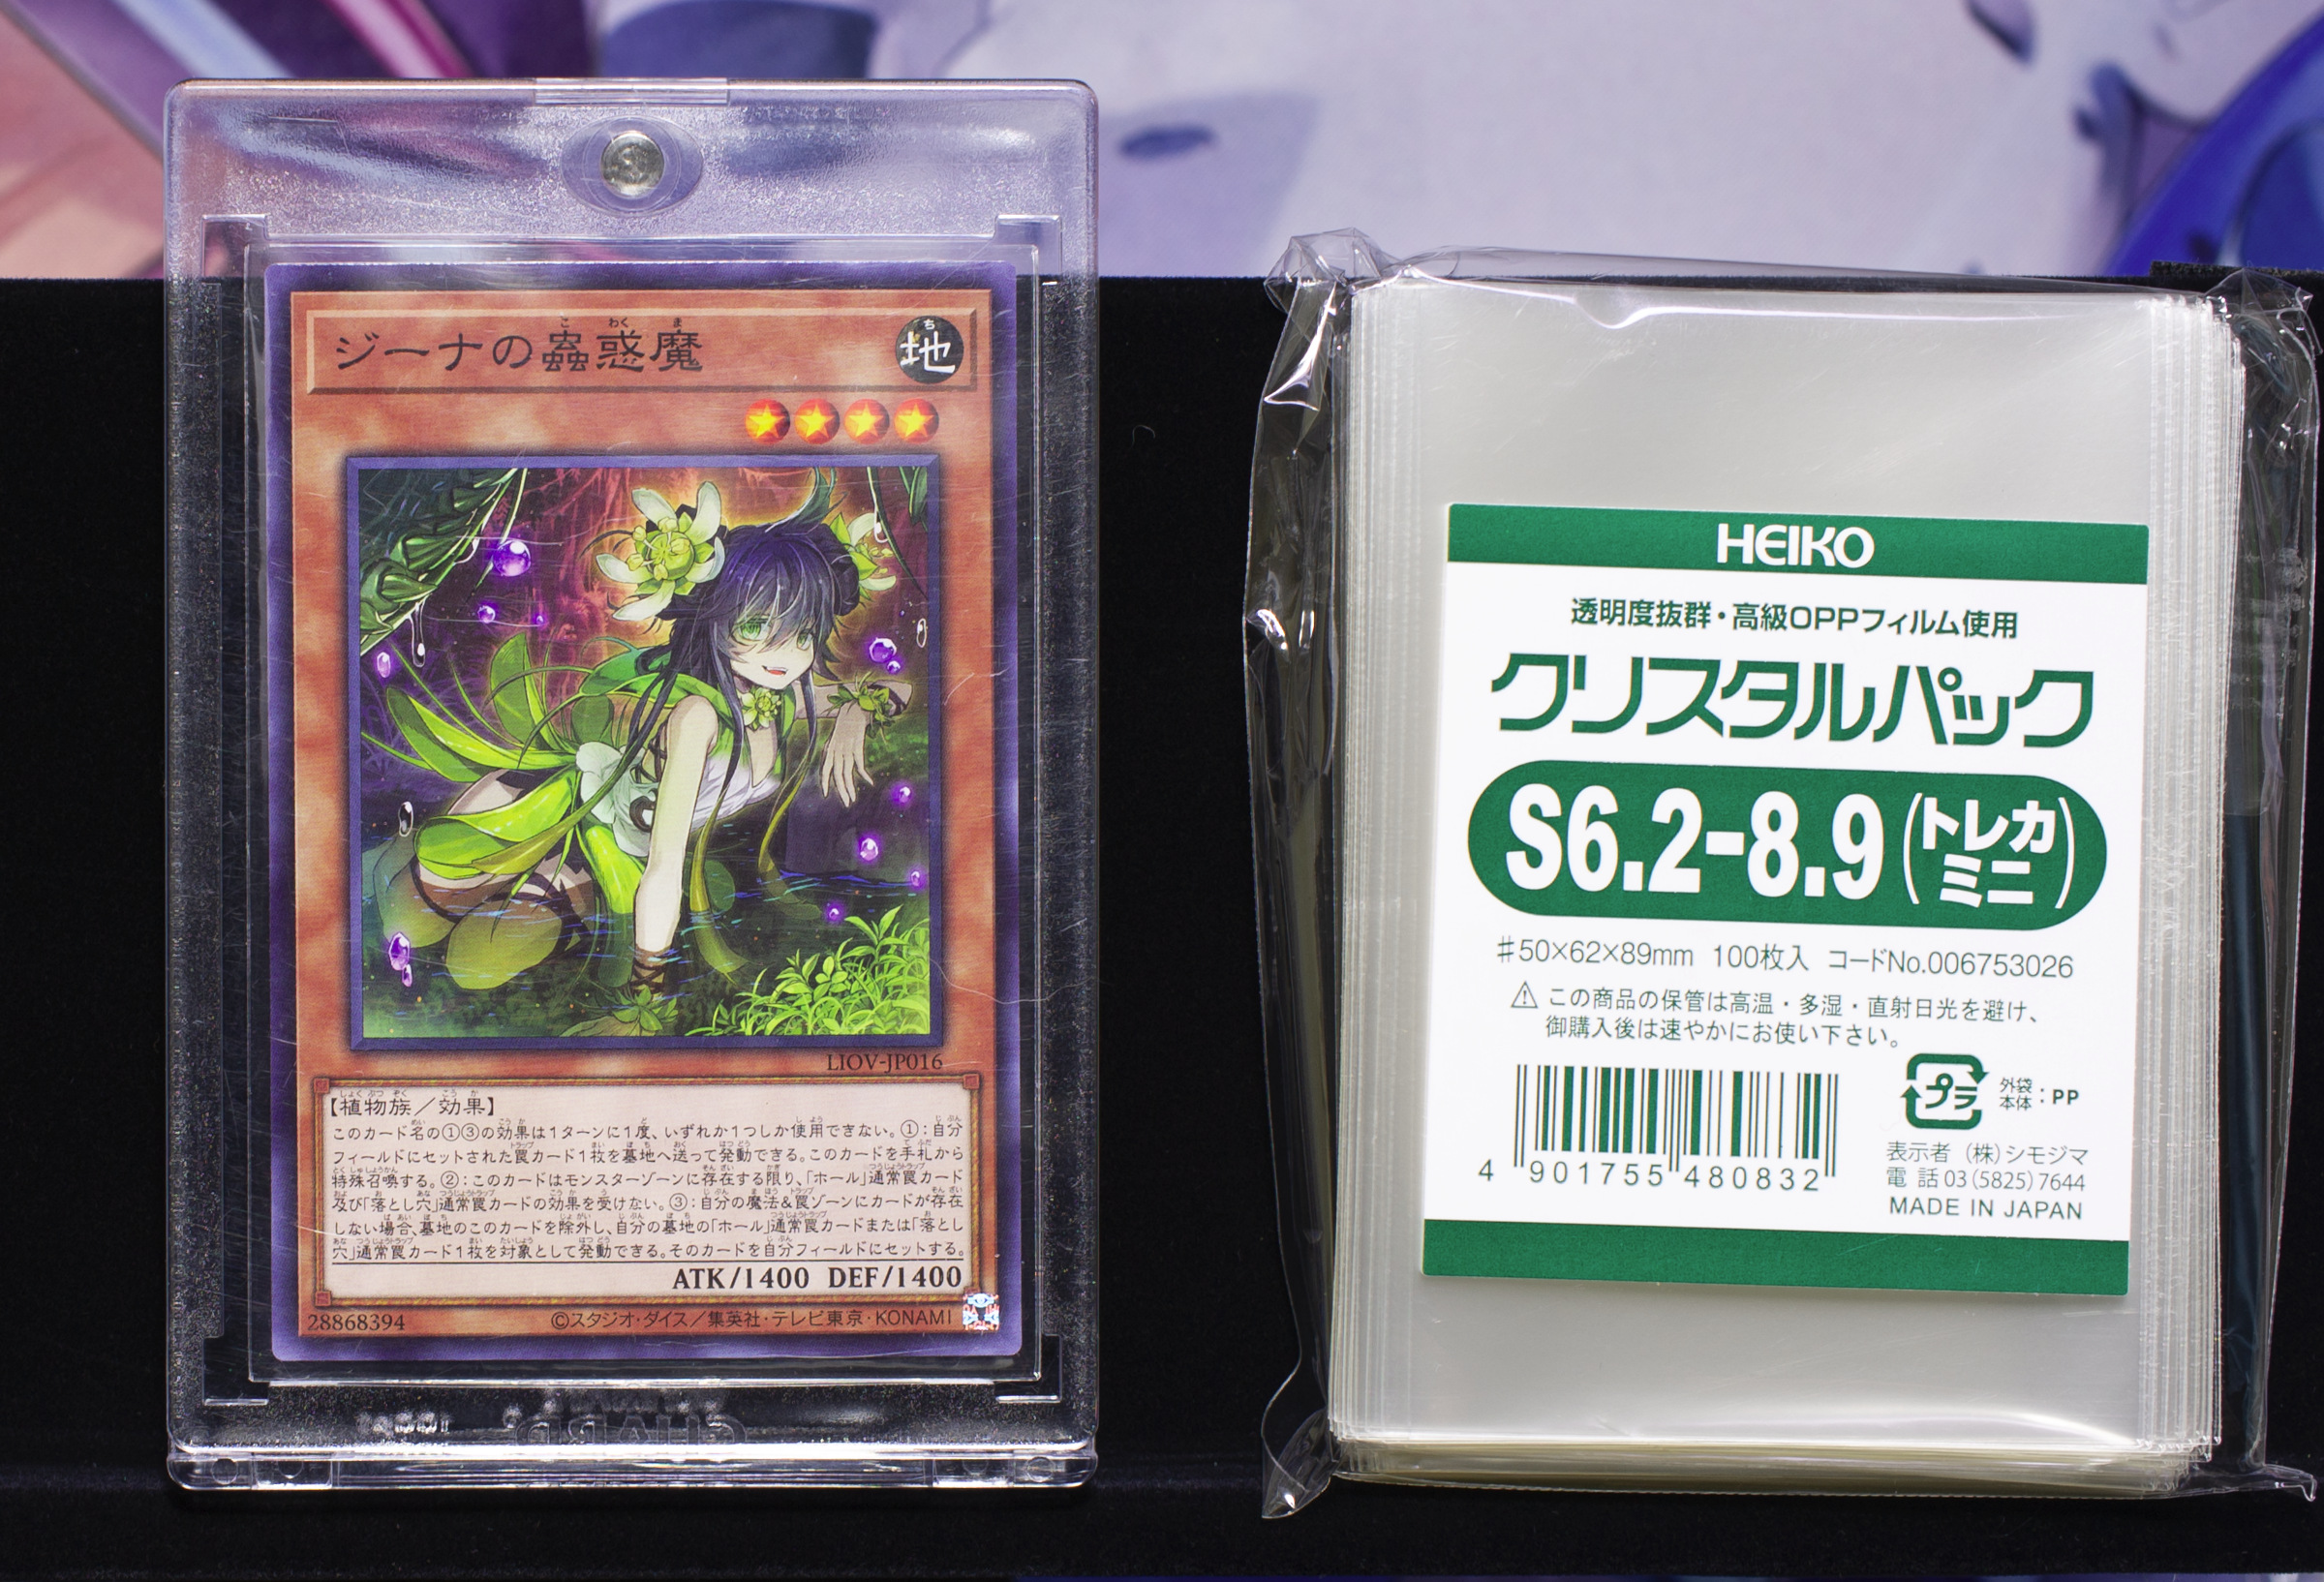 ジーナの蟲惑魔
こ わく ま
地
ち
LIOV-JP016
【植物族／効果】
このカード名の①③の効果は1ターンに1度、いずれか1つしか使用できない。①：自分
フィールドにセットされた罠カード1枚を墓地へ送って発動できる。このカードを手札から
特殊召喚する。②：このカードはモンスターゾーンに存在する限り、「ホール」通常罠カード
及び「落とし穴」通常罠カードの効果を受けない。③：自分の魔法&罠ゾーンにカードが存在
しない場合、墓地のこのカードを除外し、自分の墓地の「ホール」通常罠カードまたは「落とし
穴」通常罠カード1枚を対象として発動できる。そのカードを自分フィールドにセットする。
ATK/1400 DEF/1400
28868394
©スタジオ・ダイス／集英社・テレビ東京・KONAMI
HEIKO
透明度抜群・高級OPPフィルム使用
クリスタルパック
S6.2-8.9(トレカミニ)
♯50×62×89mm 100枚入 コードNo.006753026
⚠この商品の保管は高温・多湿・直射日光を避け、
御購入後は速やかにお使い下さい。
プラ
外袋
本体：PP
4 901755 480832
表示者 (株)シモジマ
電話03(5825)7644
MADE IN JAPAN